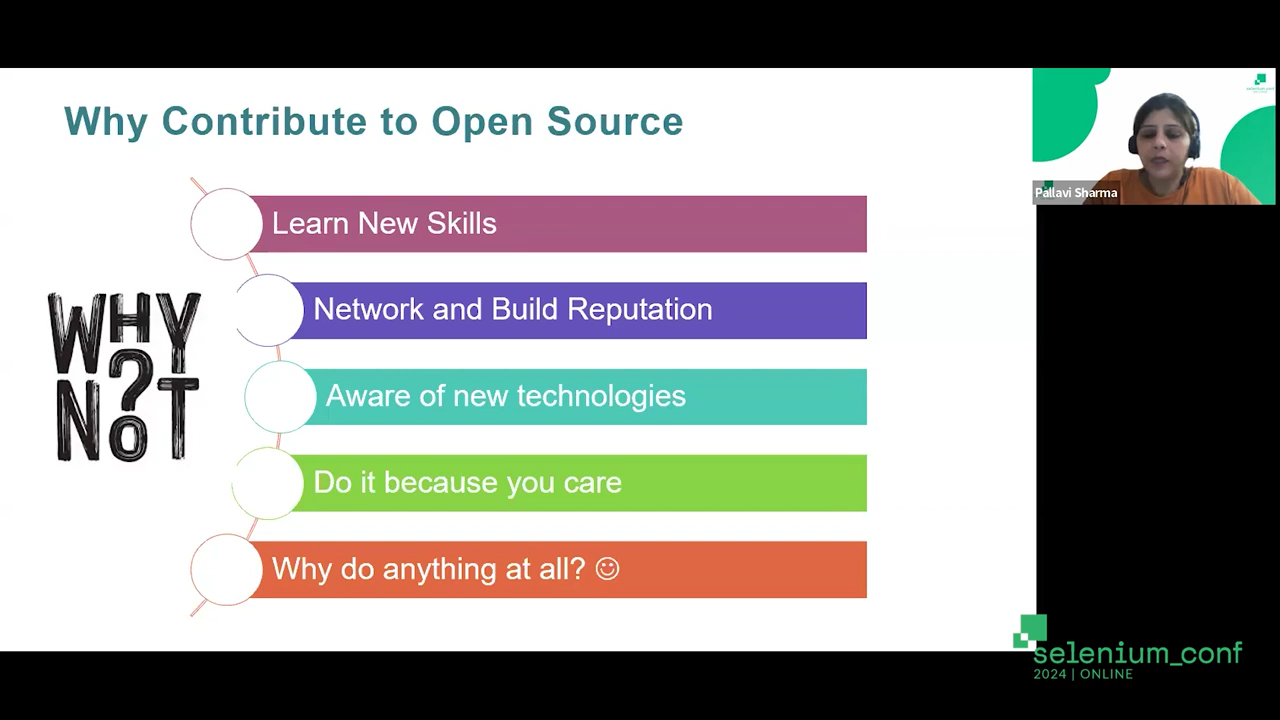 Why Contribute to Open Source
Learn New Skills
Network and Build Reputation
Aware of new technologies
Do it because you care
Why do anything at all? ☺
WHY
?
NOT
Pallavi Sharma
selenium_conf
2024 | ONLINE